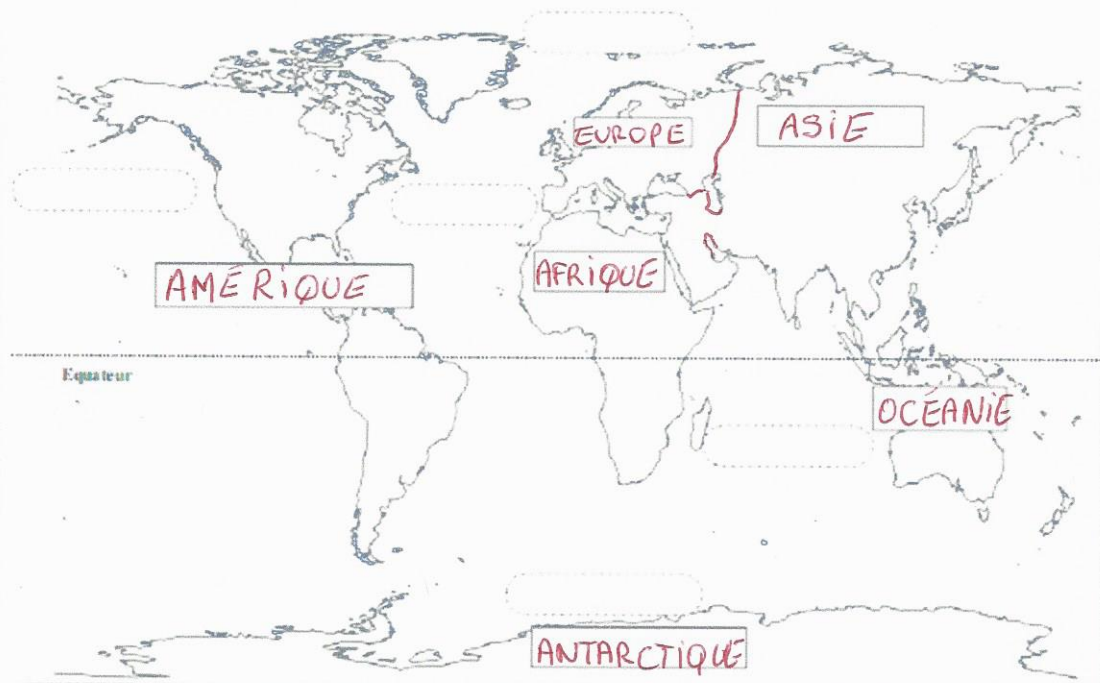 EUROPE
ASIE
AMÉRIQUE
AFRIQUE
Equateur
OCÉANIE
ANTARCTIQUE